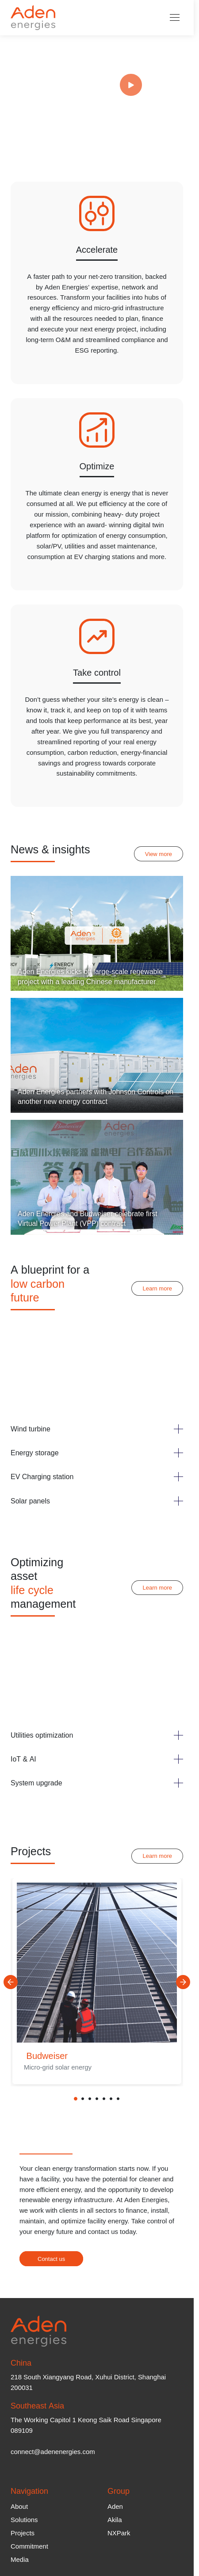 Aden
energies
Accelerate
A faster path to your net-zero transition, backed
by Aden Energies' expertise, network and
resources. Transform your facilities into hubs of
energy efficiency and micro-grid infrastructure
with all the resources needed to plan, finance
and execute your next energy project, including
long-term O&M and streamlined compliance and
ESG reporting.
Optimize
The ultimate clean energy is energy that is never
consumed at all. We put efficiency at the core of
our mission, combining heavy- duty project
experience with an award- winning digital twin
platform for optimization of energy consumption,
solar/PV, utilities and asset maintenance,
consumption at EV charging stations and more.
Take control
Don't guess whether your site's energy is clean –
know it, track it, and keep on top of it with teams
and tools that keep performance at its best, year
after year. We give you full transparency and
streamlined reporting of your real energy
consumption, carbon reduction, energy-financial
savings and progress towards corporate
sustainability commitments.
News & insights
View more
Aden
energies
ENERGY
Aden Energies kicks off large-scale renewable
project with a leading Chinese manufacturer
Aden
energies
Aden Energies partners with Johnson Controls on
another new energy contract
Aden Energies and Budweiser celebrate first
Virtual Power Plant (VPP) contract
A blueprint for a
low carbon
future
Learn more
Wind turbine
Energy storage
EV Charging station
Solar panels
Optimizing
asset
life cycle
management
Learn more
Utilities optimization
IoT & AI
System upgrade
Projects
Learn more
Budweiser
Micro-grid solar energy
Your clean energy transformation starts now. If you
have a facility, you have the potential for cleaner and
more efficient energy, and the opportunity to develop
renewable energy infrastructure. At Aden Energies,
we work with clients in all sectors to finance, install,
maintain, and optimize facility energy. Take control of
your energy future and contact us today.
Contact us
Aden
energies
China
218 South Xiangyang Road, Xuhui District, Shanghai
200031
Southeast Asia
The Working Capitol 1 Keong Saik Road Singapore
089109
connect@adenenergies.com
Navigation
Group
About
Aden
Solutions
Akila
Projects
NXPark
Commitment
Media